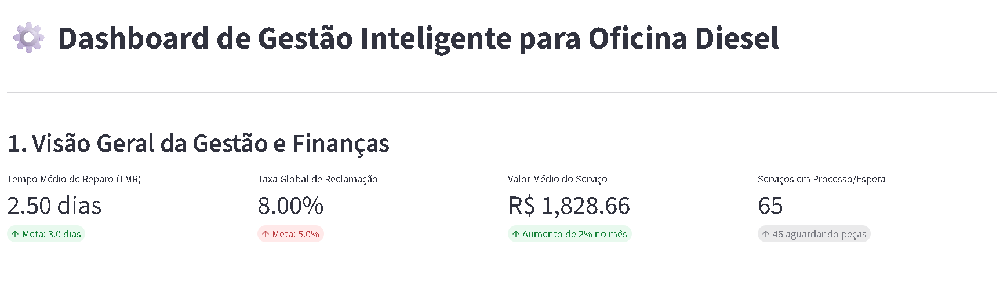 Dashboard de Gestão Inteligente para Oficina Diesel
1. Visão Geral da Gestão e Finanças
Tempo Médio de Reparo (TMR)
2.50 dias
↑ Meta: 3.0 dias
Taxa Global de Reclamação
8.00%
↑ Meta: 5.0%
Valor Médio do Serviço
R$ 1,828.66
↑ Aumento de 2% no mês
Serviços em Processo/Espera
65
↑ 46 aguardando peças